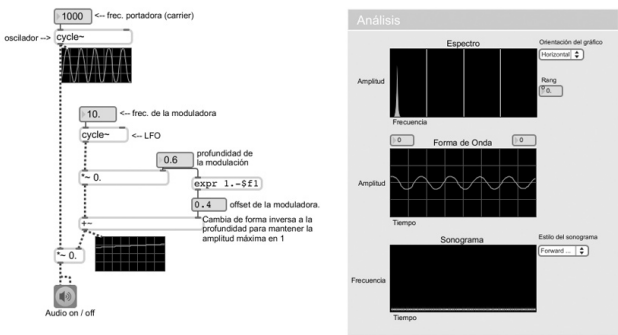 1000 <-- frec. portadora (carrier)
oscilador --> cycle~
10. <-- frec. de la moduladora
cycle~ <-- LFO
0.6 profundidad de
la modulación
*~ 0.
expr 1.-$f1
0.4 offset de la moduladora.
+~
Cambia de forma inversa a la
profundidad para mantener la
amplitud máxima en 1
*~ 0.
Audio on / off
Análisis
Espectro
Amplitud
Frecuencia
Orientación del gráfico
Horizontal
Rang
0.
0 Forma de Onda 0
Amplitud
Tiempo
Sonograma
Frecuencia
Tiempo
Estilo del sonograma
Forward ...